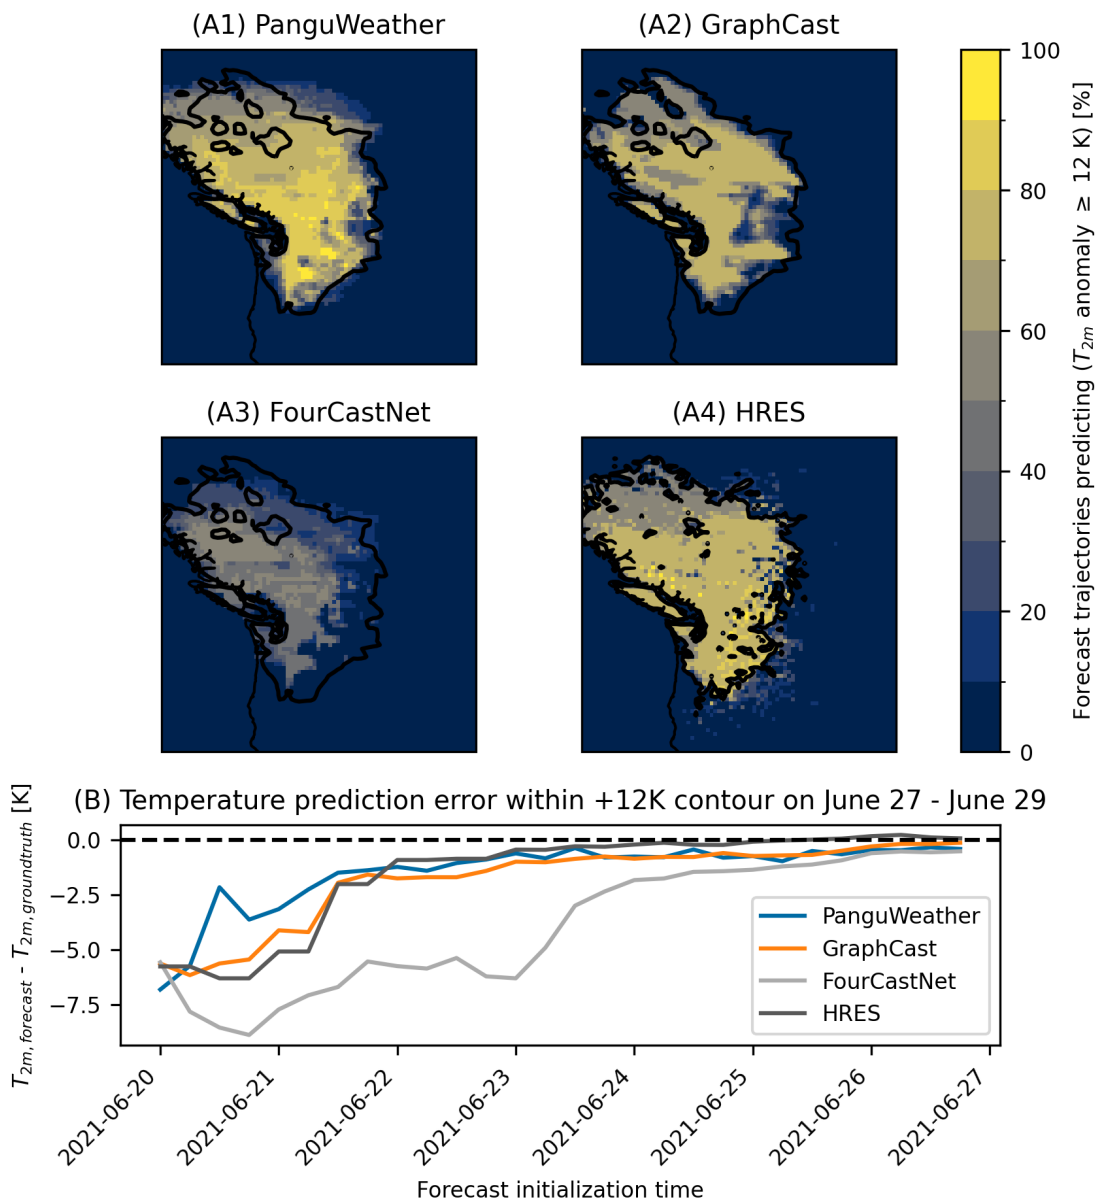 (A1) PanguWeather
(A2) GraphCast
(A3) FourCastNet
(A4) HRES
100
80
60
40
20
0
Forecast trajectories predicting (T2m anomaly ≥ 12 K) [%]
(B) Temperature prediction error within +12K contour on June 27 - June 29
T2m, forecast - T2m, groundtruth [K]
0.0
−2.5
−5.0
−7.5
PanguWeather
GraphCast
FourCastNet
HRES
2021-06-20
2021-06-21
2021-06-22
2021-06-23
2021-06-24
2021-06-25
2021-06-26
2021-06-27
Forecast initialization time